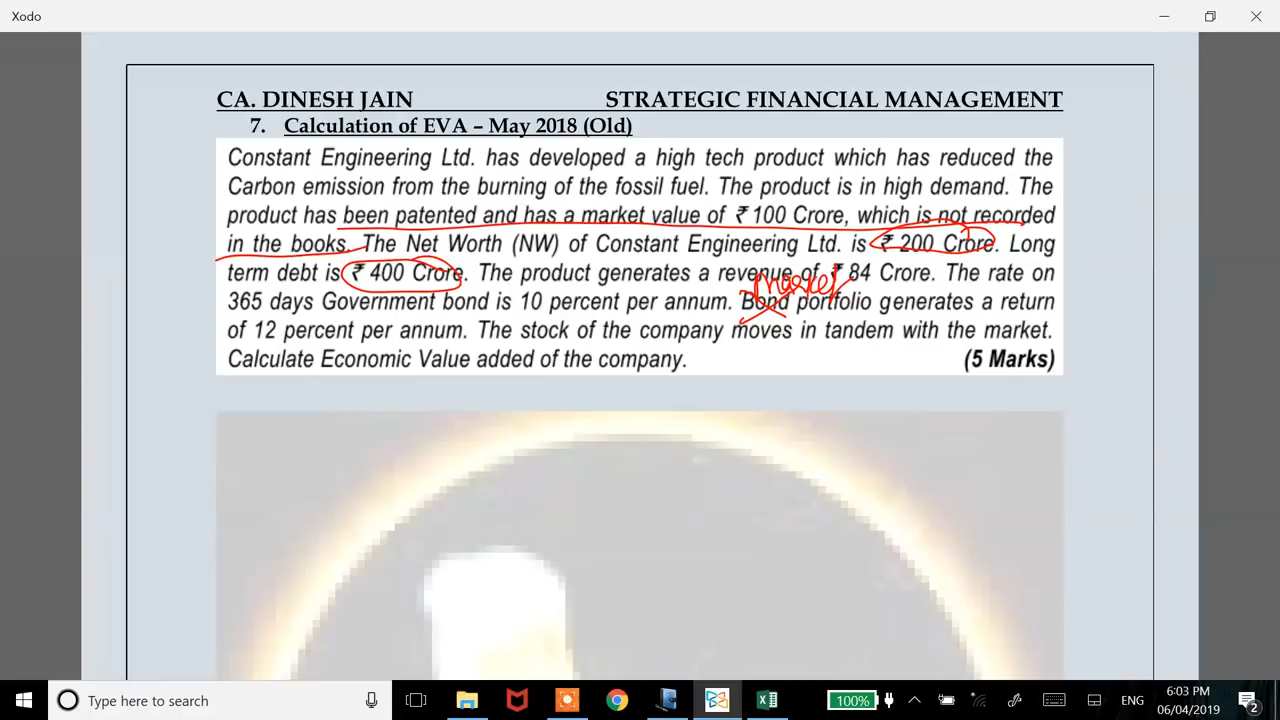 Xodo
CA. DINESH JAIN STRATEGIC FINANCIAL MANAGEMENT
7. Calculation of EVA – May 2018 (Old)
Constant Engineering Ltd. has developed a high tech product which has reduced the
Carbon emission from the burning of the fossil fuel. The product is in high demand. The
product has been patented and has a market value of ₹ 100 Crore, which is not recorded
in the books. The Net Worth (NW) of Constant Engineering Ltd. is ₹ 200 Crore. Long
term debt is ₹ 400 Crore. The product generates a revenue of ₹ 84 Crore. The rate on
market
365 days Government bond is 10 percent per annum. Bond portfolio generates a return
of 12 percent per annum. The stock of the company moves in tandem with the market.
Calculate Economic Value added of the company. (5 Marks)
Type here to search
100%
ENG
6:03 PM
06/04/2019
2